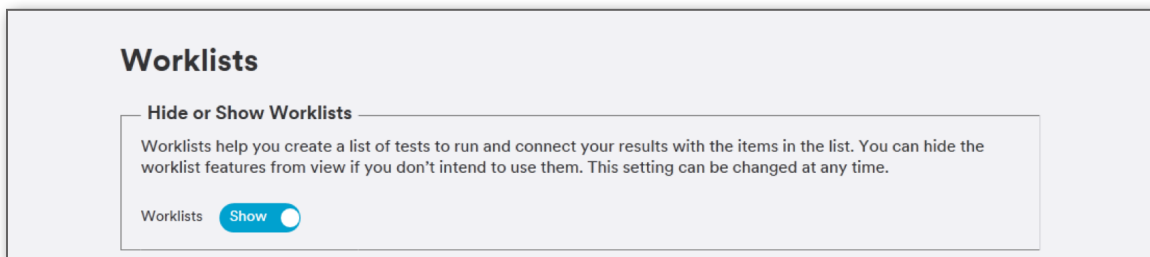 Worklists
Hide or Show Worklists
Worklists help you create a list of tests to run and connect your results with the items in the list. You can hide the
worklist features from view if you don’t intend to use them. This setting can be changed at any time.
Worklists Show